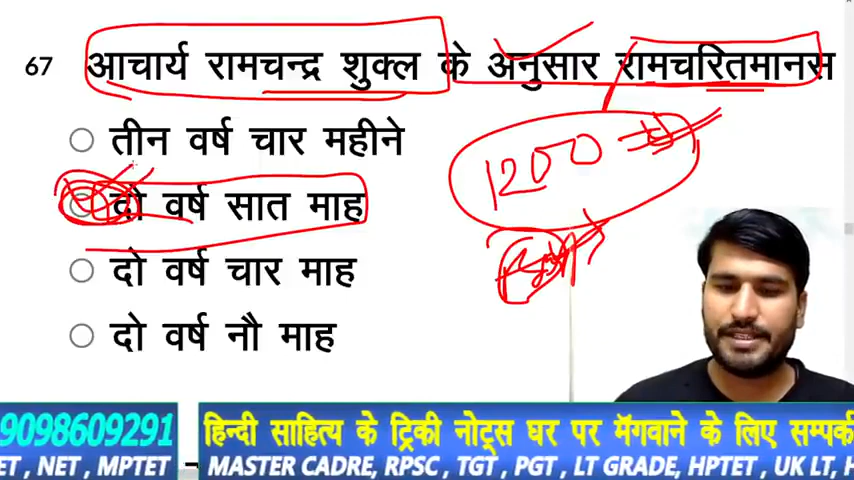 67 आचार्य रामचन्द्र शुक्ल के अनुसार रामचरितमानस
तीन वर्ष चार महीने
1200
दो वर्ष सात माह
दो वर्ष चार माह
दो वर्ष नौ माह
9098609291
हिन्दी साहित्य के ट्रिकी नोट्स घर पर मँगवाने के लिए सम्पर्क
ET , NET , MPTET
MASTER CADRE, RPSC , TGT , PGT , LT GRADE, HPTET , UK LT, H